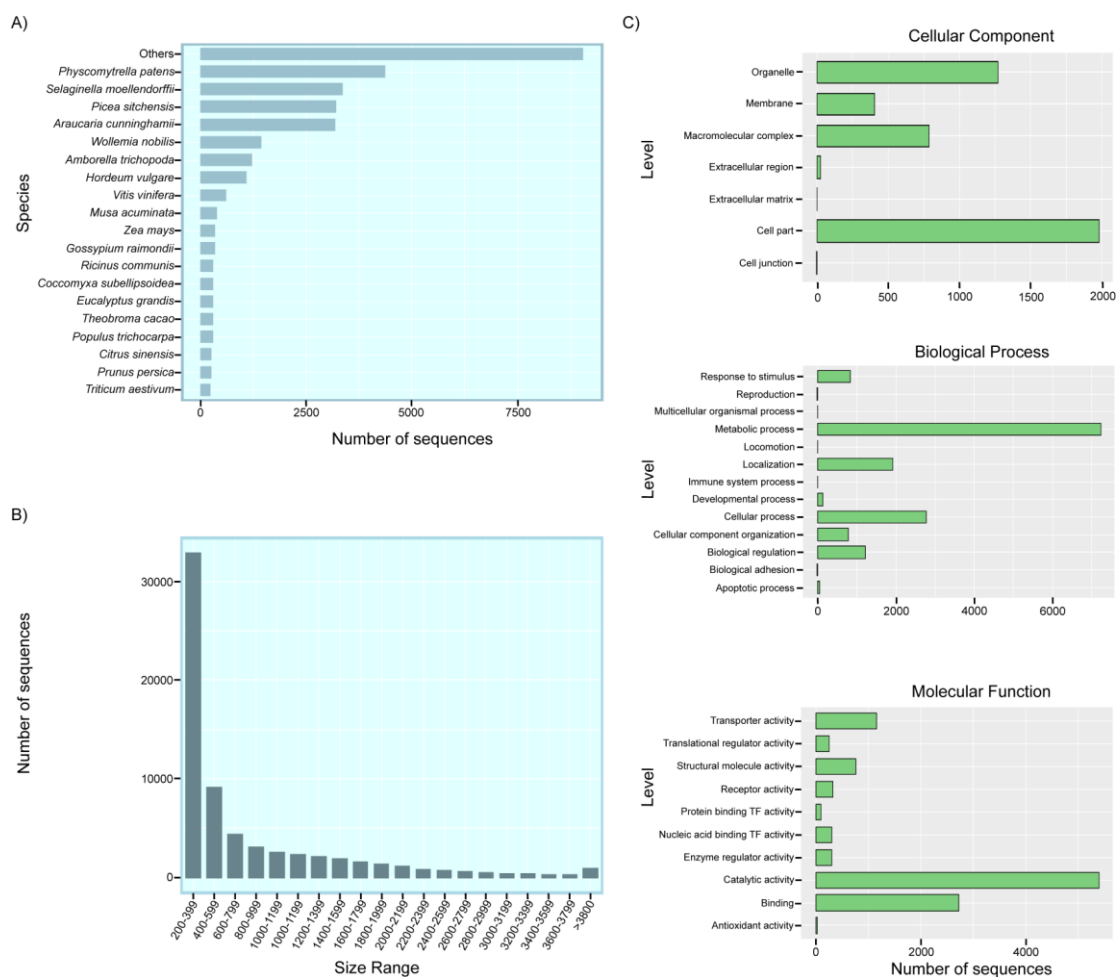 A)
Others
Physcomytrella patens
Selaginella moellendorffii
Picea sitchensis
Araucaria cunninghamii
Wollemia nobilis
Amborella trichopoda
Hordeum vulgare
Vitis vinifera
Musa acuminata
Zea mays
Gossypium raimondii
Ricinus communis
Coccomyxa subellipsoidea
Eucalyptus grandis
Theobroma cacao
Populus trichocarpa
Citrus sinensis
Prunus persica
Triticum aestivum
Species
0 2500 5000 7500
Number of sequences
B)
30000
20000
10000
0
Number of sequences
200-399
400-599
600-799
800-999
1000-1199
1000-1199
1200-1399
1400-1599
1600-1799
1800-1999
2000-2199
2200-2399
2400-2599
2600-2799
2800-2999
3000-3199
3200-3399
3400-3599
3600-3799
>3800
Size Range
C)
Cellular Component
Organelle
Membrane
Macromolecular complex
Extracellular region
Extracellular matrix
Cell part
Cell junction
Level
0 500 1000 1500 2000
Biological Process
Response to stimulus
Reproduction
Multicellular organismal process
Metabolic process
Locomotion
Localization
Immune system process
Developmental process
Cellular process
Cellular component organization
Biological regulation
Biological adhesion
Apoptotic process
Level
0 2000 4000 6000
Molecular Function
Transporter activity
Translational regulator activity
Structural molecule activity
Receptor activity
Protein binding TF activity
Nucleic acid binding TF activity
Enzyme regulator activity
Catalytic activity
Binding
Antioxidant activity
Level
0 2000 4000
Number of sequences